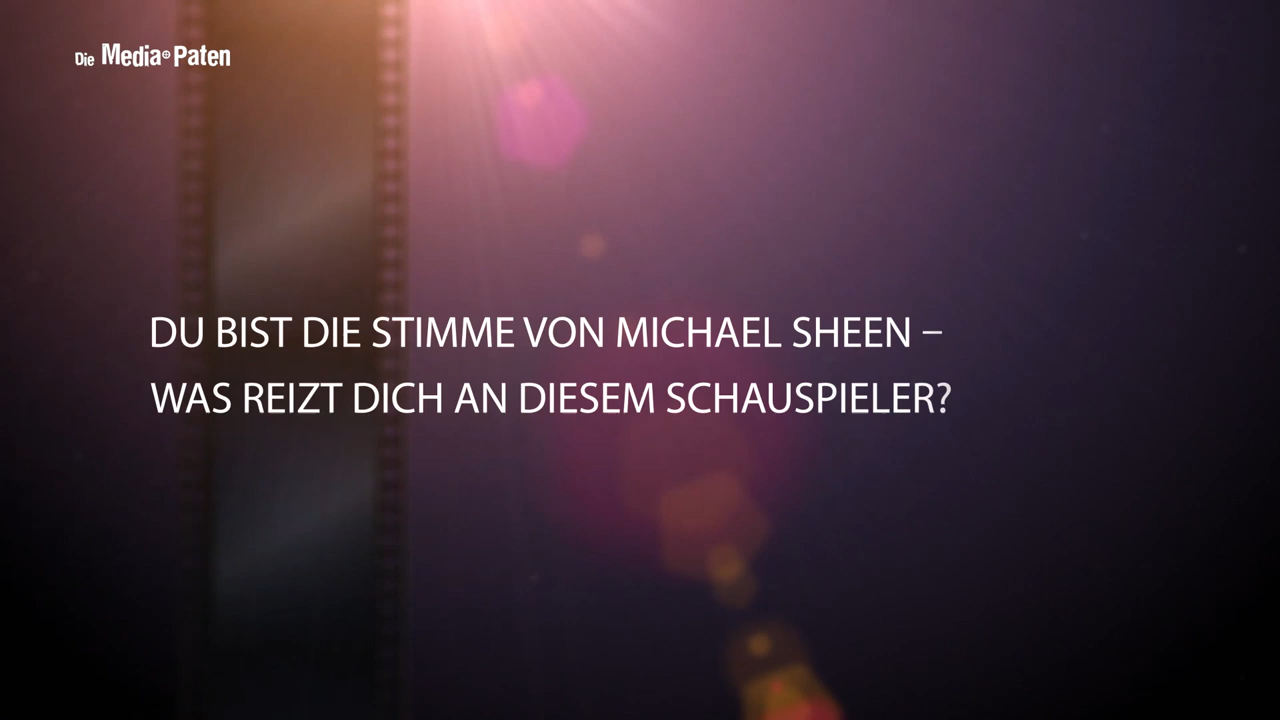 Die Media Paten
DU BIST DIE STIMME VON MICHAEL SHEEN –
WAS REIZT DICH AN DIESEM SCHAUSPIELER?